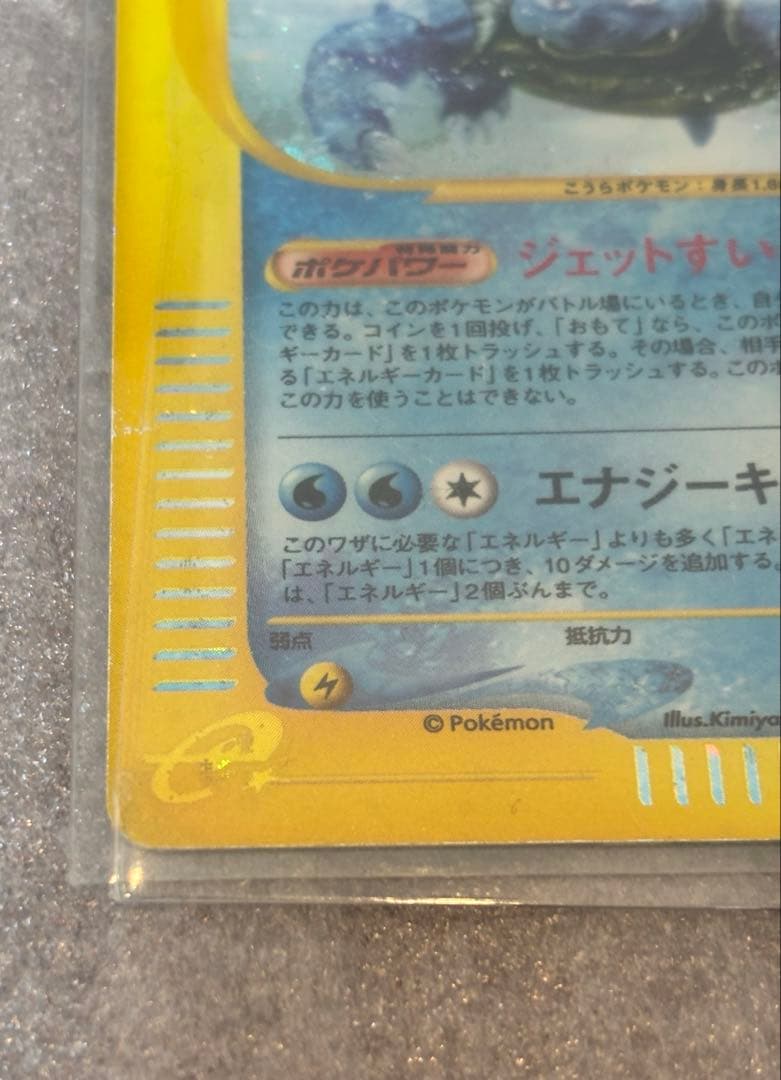 こうらポケモン：身長1.
特殊能力
ポケパワー ジェットすい
この力は、このポケモンがバトル場にいるとき、自
できる。コインを1回投げ、「おもて」なら、このポ
ギーカード」を1枚トラッシュする。その場合、相手
る「エネルギーカード」を1枚トラッシュする。このポ
この力を使うことはできない。
エナジーキ
このワザに必要な「エネルギー」よりも多く「エネ
「エネルギー」1個につき、10ダメージを追加する。
は、「エネルギー」2個ぶんまで。
弱点 抵抗力
© Pokémon Illus.Kimiya
e